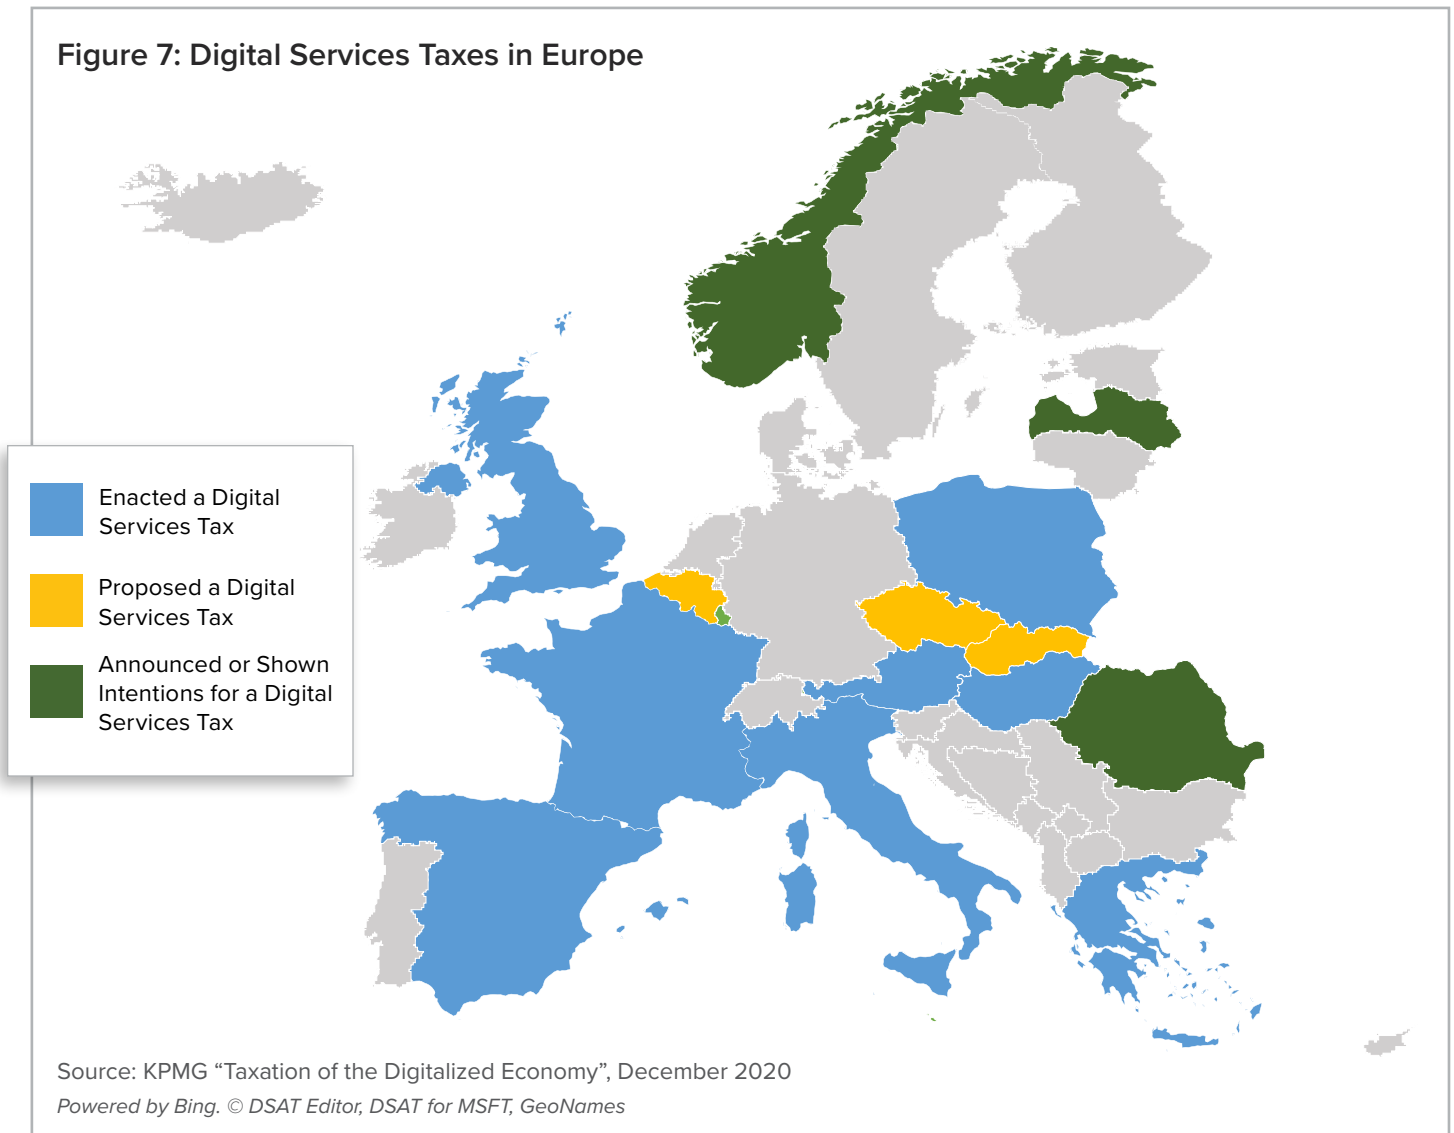 Figure 7: Digital Services Taxes in Europe
Enacted a Digital
Services Tax
Proposed a Digital
Services Tax
Announced or Shown
Intentions for a Digital
Services Tax
Source: KPMG “Taxation of the Digitalized Economy”, December 2020
Powered by Bing. © DSAT Editor, DSAT for MSFT, GeoNames